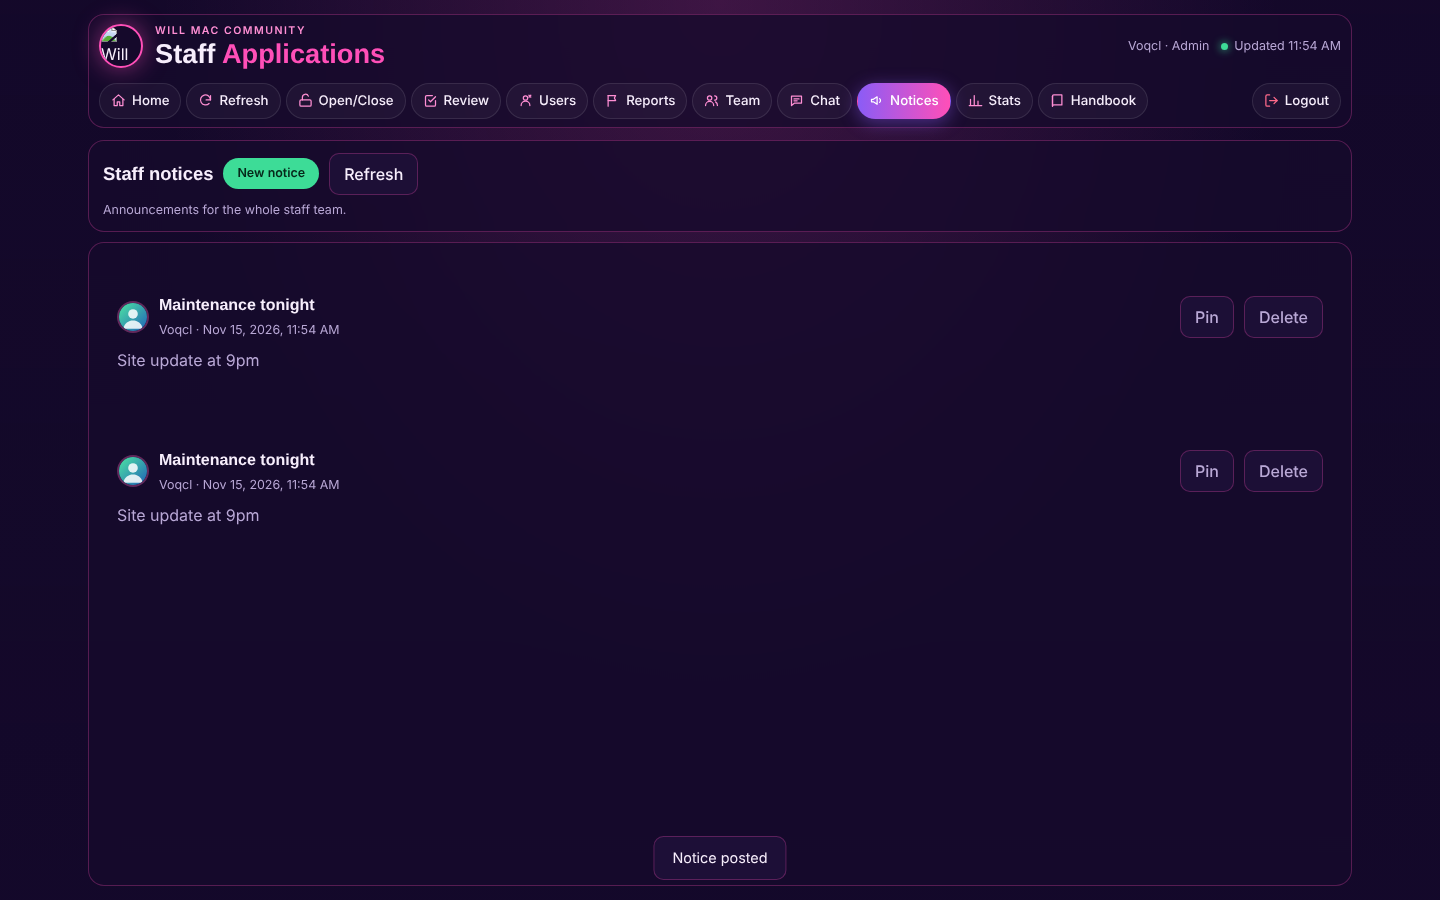 Will
WILL MAC COMMUNITY
Staff Applications
Voqcl · Admin
Updated 11:54 AM
Home
Refresh
Open/Close
Review
Users
Reports
Team
Chat
Notices
Stats
Handbook
Logout
Staff notices
New notice
Refresh
Announcements for the whole staff team.
Maintenance tonight
Voqcl · Nov 15, 2026, 11:54 AM
Pin
Delete
Site update at 9pm
Maintenance tonight
Voqcl · Nov 15, 2026, 11:54 AM
Pin
Delete
Site update at 9pm
Notice posted